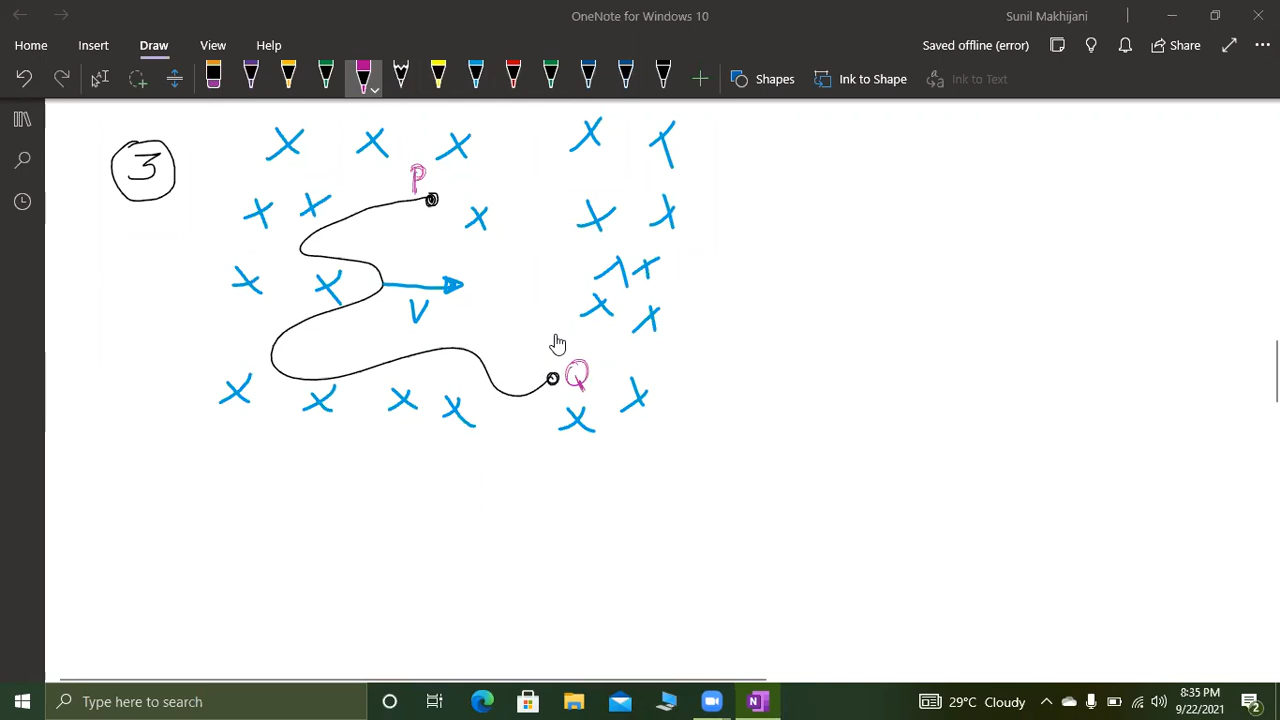 OneNote for Windows 10
Sunil Makhijani
Home Insert Draw View Help
Saved offline (error) Share
Shapes Ink to Shape Ink to Text
3
X X X X X
P
X X X X X
X X X X
V X X
Q
X X X X X X
Type here to search
29°C Cloudy
8:35 PM
9/22/2021
2